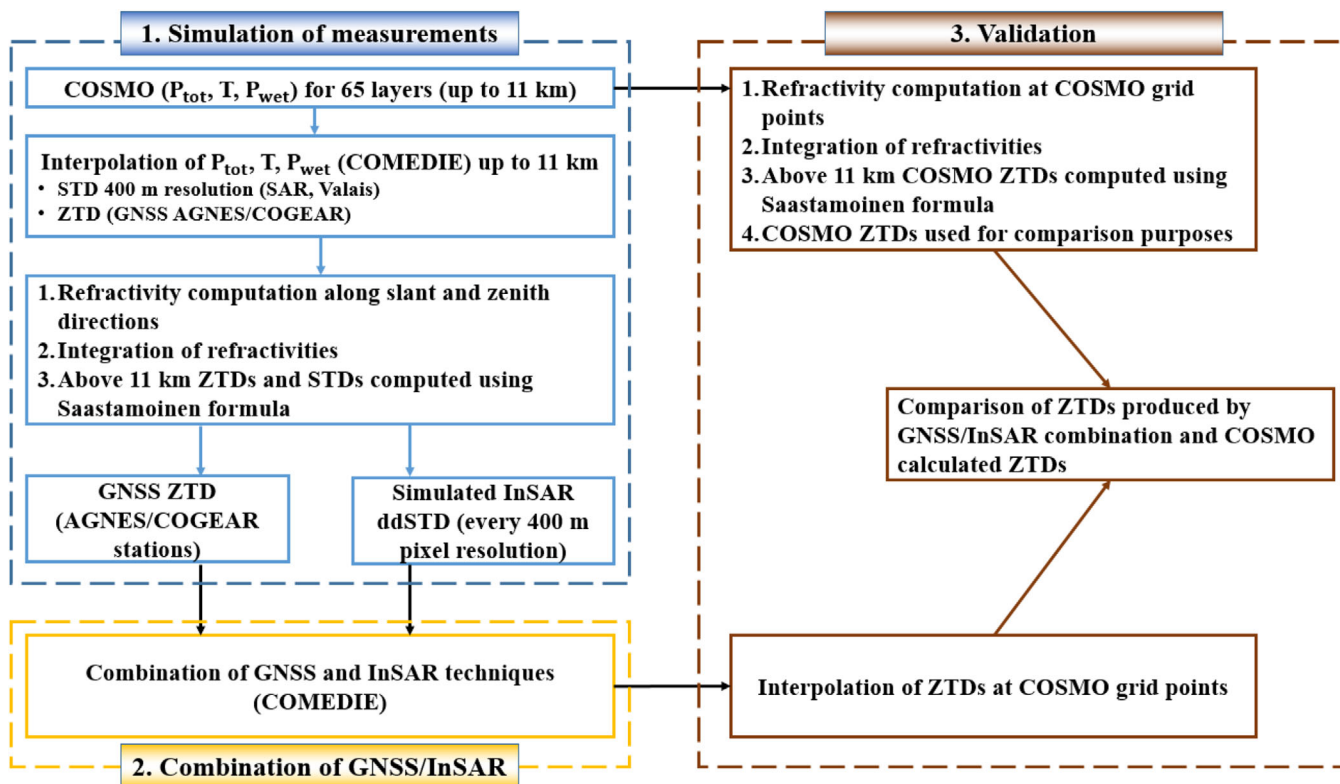 1. Simulation of measurements
COSMO (Ptot, T, Pwet) for 65 layers (up to 11 km)
Interpolation of Ptot, T, Pwet (COMEDIE) up to 11 km
• STD 400 m resolution (SAR, Valais)
• ZTD (GNSS AGNES/COGEAR)
1. Refractivity computation along slant and zenith
directions
2. Integration of refractivities
3. Above 11 km ZTDs and STDs computed using
Saastamoinen formula
GNSS ZTD
(AGNES/COGEAR
stations)
Simulated InSAR
ddSTD (every 400 m
pixel resolution)
Combination of GNSS and InSAR techniques
(COMEDIE)
2. Combination of GNSS/InSAR
3. Validation
1. Refractivity computation at COSMO grid
points
2. Integration of refractivities
3. Above 11 km COSMO ZTDs computed using
Saastamoinen formula
4. COSMO ZTDs used for comparison purposes
Comparison of ZTDs produced by
GNSS/InSAR combination and COSMO
calculated ZTDs
Interpolation of ZTDs at COSMO grid points